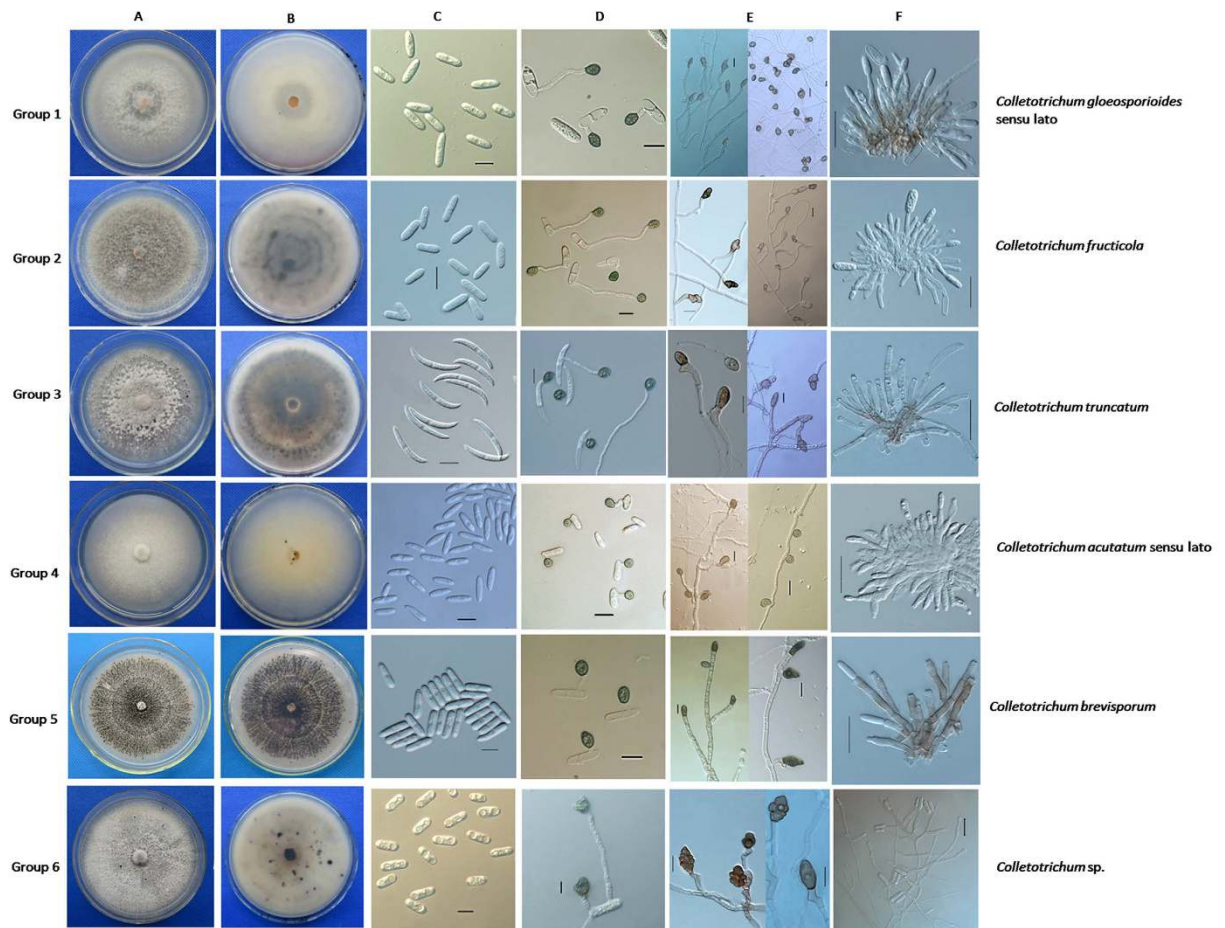 A B C D E F
Group 1
Colletotrichum gloeosporioides
sensu lato
Group 2
Colletotrichum fructicola
Group 3
Colletotrichum truncatum
Group 4
Colletotrichum acutatum sensu lato
Group 5
Colletotrichum brevisporum
Group 6
Colletotrichum sp.